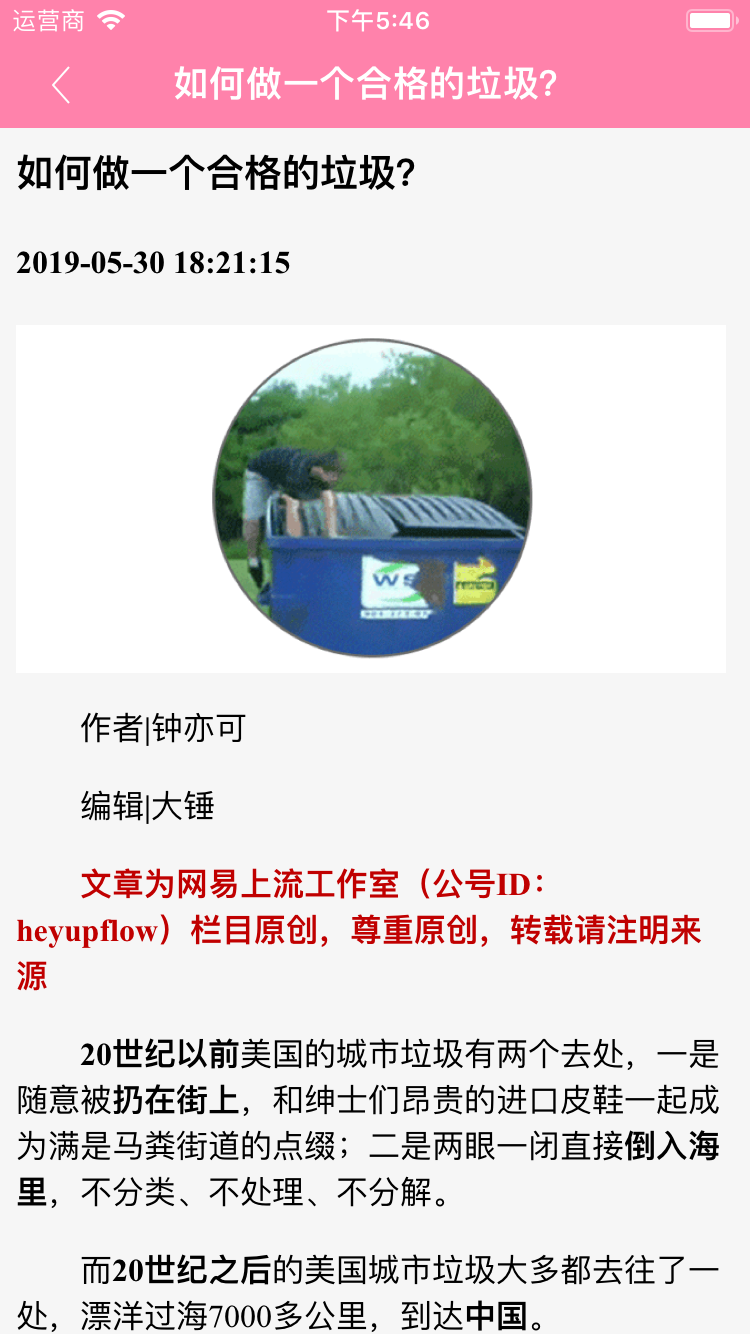 运营商 下午5:46
如何做一个合格的垃圾?
如何做一个合格的垃圾?
2019-05-30 18:21:15
作者|钟亦可
编辑|大锤
文章为网易上流工作室（公号ID：
heyupflow）栏目原创，尊重原创，转载请注明来
源
20世纪以前美国的城市垃圾有两个去处，一是
随意被扔在街上，和绅士们昂贵的进口皮鞋一起成
为满是马粪街道的点缀；二是两眼一闭直接倒入海
里，不分类、不处理、不分解。
而20世纪之后的美国城市垃圾大多都去往了一
处，漂洋过海7000多公里，到达中国。